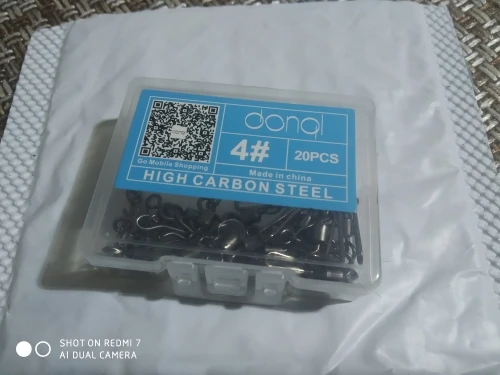 donql
4#
20PCS
Go Mobile Shopping
Made in china
HIGH CARBON STEEL
SHOT ON REDMI 7
AI DUAL CAMERA